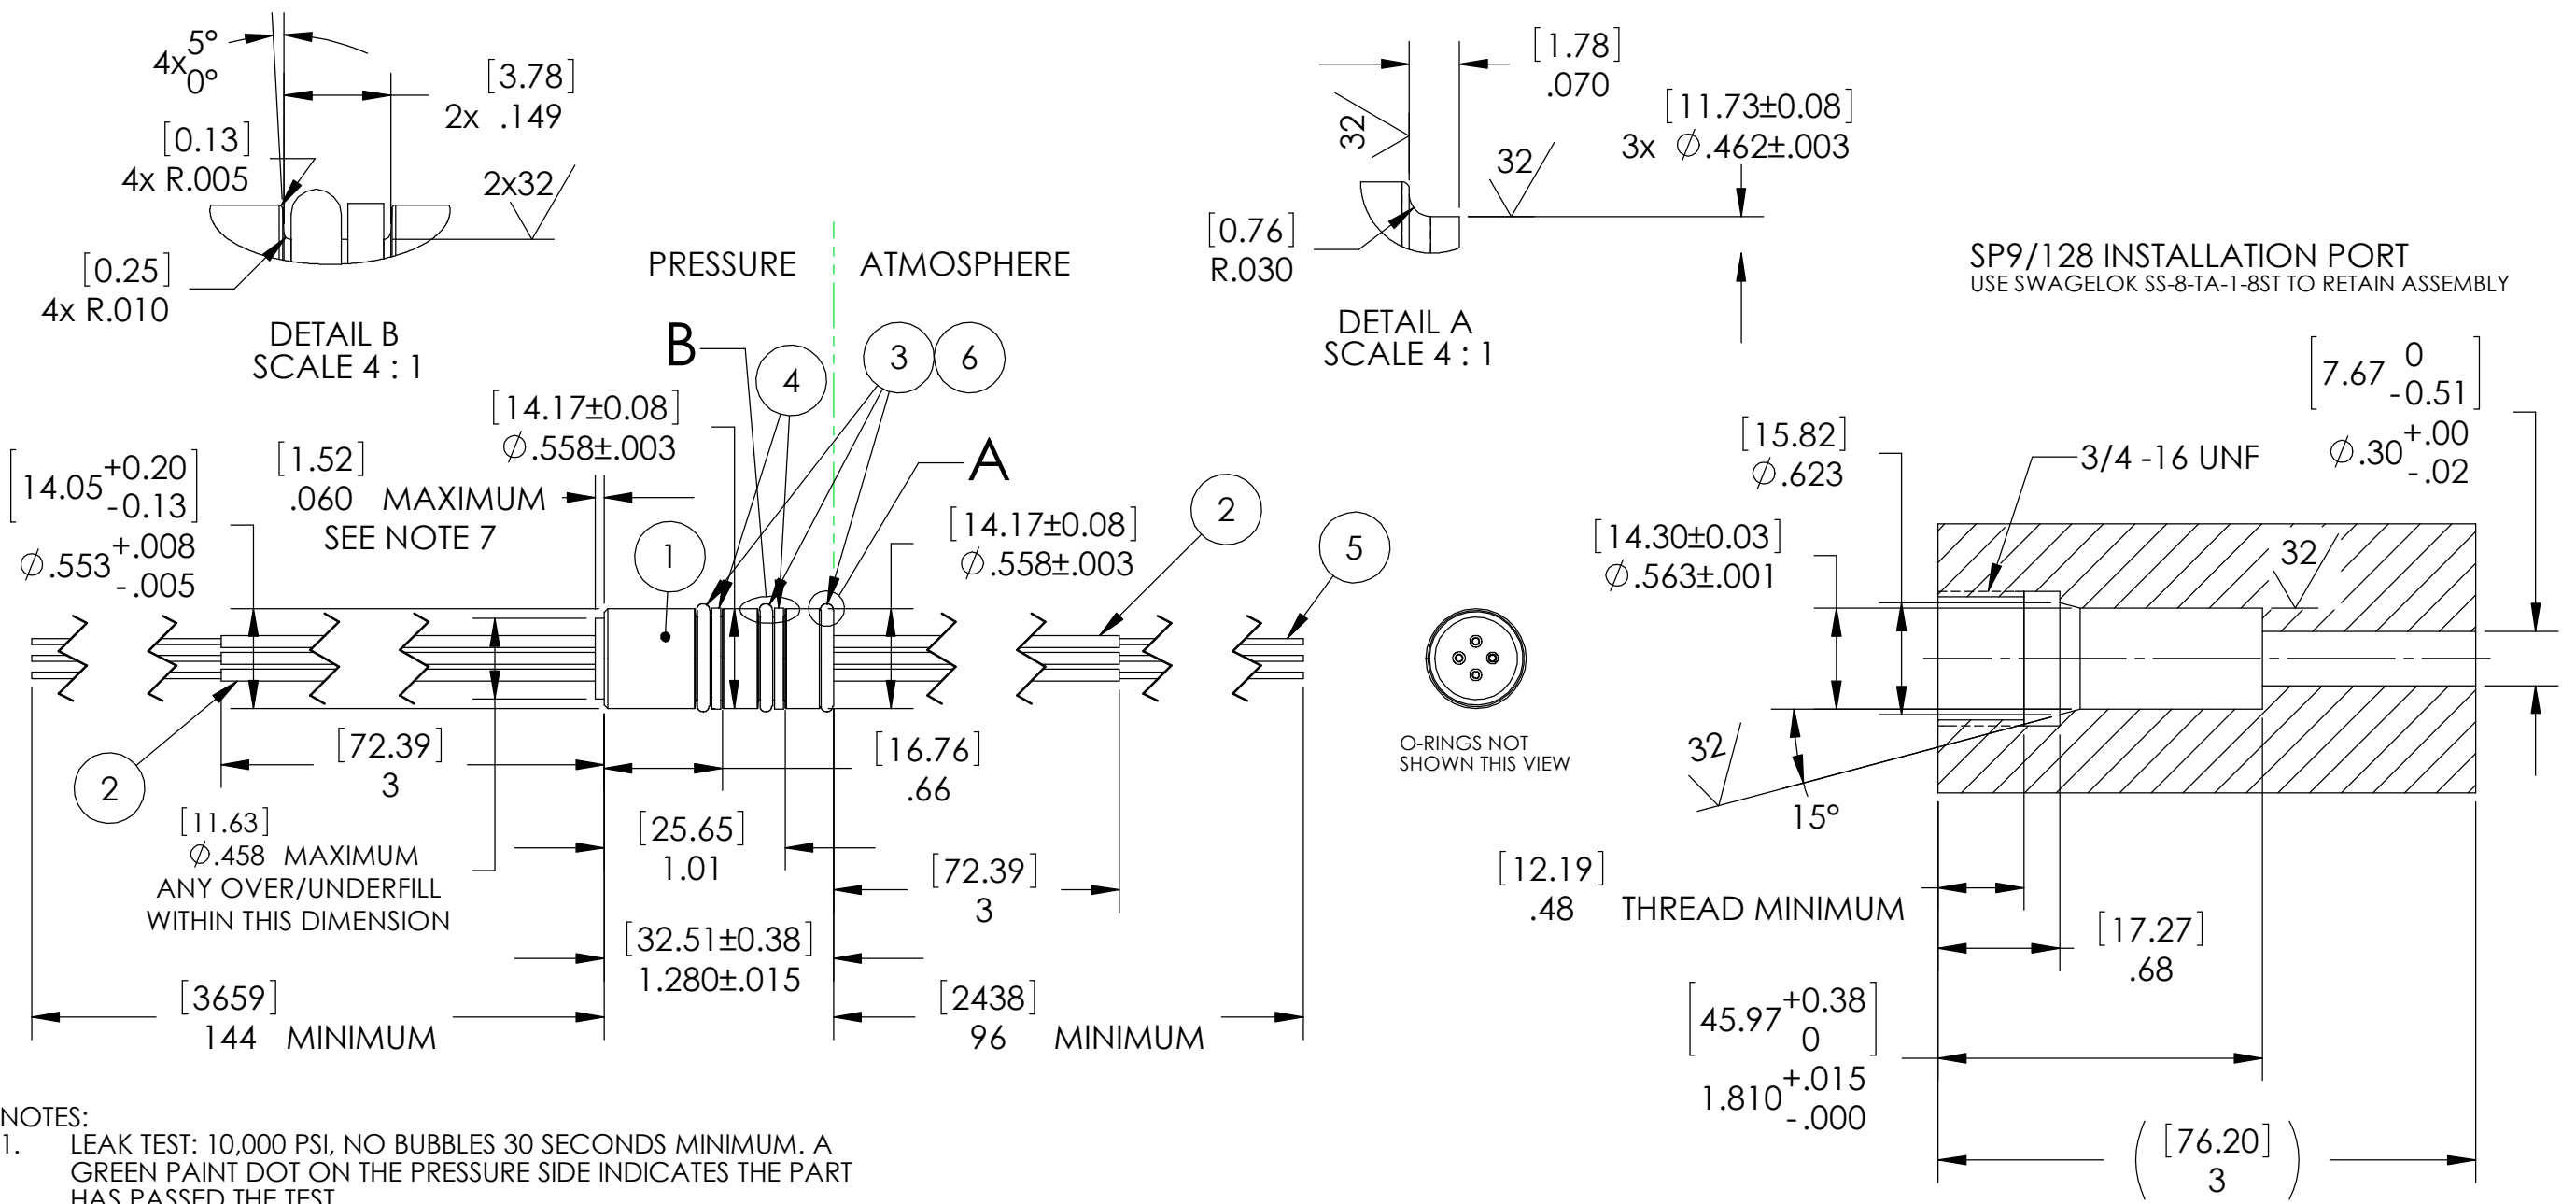 5°
4x
0°
[3.78]
2x .149
[0.13]
4x R.005
2x32
[0.25]
4x R.010
DETAIL B
SCALE 4 : 1
[1.78]
.070
[11.73±0.08]
3x ∅.462±.003
32
32
[0.76]
R.030
DETAIL A
SCALE 4 : 1
PRESSURE
ATMOSPHERE
SP9/128 INSTALLATION PORT
USE SWAGELOK SS-8-TA-1-8ST TO RETAIN ASSEMBLY
B
4
3
6
A
[14.17±0.08]
∅.558±.003
[14.05 +0.20 -0.13]
∅.553 +.008 -.005
[1.52]
.060 MAXIMUM
SEE NOTE 7
1
[14.17±0.08]
∅.558±.003
2
5
2
[72.39]
3
[11.63]
∅.458 MAXIMUM
ANY OVER/UNDERFILL
WITHIN THIS DIMENSION
[16.76]
.66
[25.65]
1.01
[72.39]
3
[32.51±0.38]
1.280±.015
[3659]
144 MINIMUM
[2438]
96 MINIMUM
O-RINGS NOT
SHOWN THIS VIEW
[7.67 0 -0.51]
∅.30 +.00 -.02
[15.82]
∅.623
3/4 -16 UNF
[14.30±0.03]
∅.563±.001
32
32
15°
[12.19]
.48 THREAD MINIMUM
[17.27]
.68
[45.97 +0.38 0]
1.810 +.015 -.000
([76.20]
3)
NOTES:
1. LEAK TEST: 10,000 PSI, NO BUBBLES 30 SECONDS MINIMUM. A
GREEN PAINT DOT ON THE PRESSURE SIDE INDICATES THE PART
HAS PASSED THE TEST